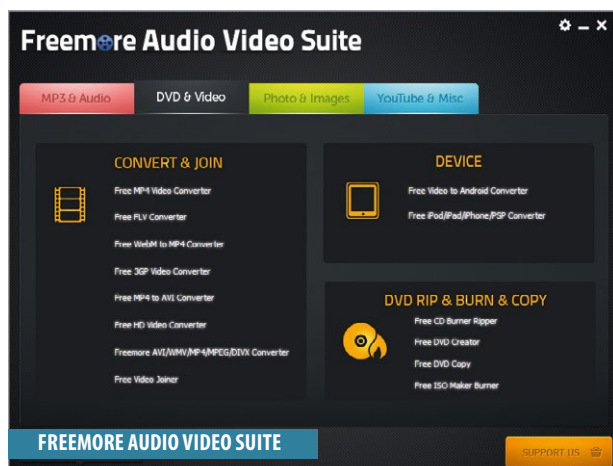 Freemore Audio Video Suite
MP3 & Audio
DVD & Video
Photo & Images
YouTube & Misc
CONVERT & JOIN
Free MP4 Video Converter
Free FLV Converter
Free WebM to MP4 Converter
Free 3GP Video Converter
Free MP4 to AVI Converter
Free HD Video Converter
Freemore AVI/WMV/MP4/MPEG/DIVX Converter
Free Video Joiner
DEVICE
Free Video to Android Converter
Free iPod/iPad/iPhone/PSP Converter
DVD RIP & BURN & COPY
Free CD Burner Ripper
Free DVD Creator
Free DVD Copy
Free ISO Maker Burner
FREEMORE AUDIO VIDEO SUITE
SUPPORT US